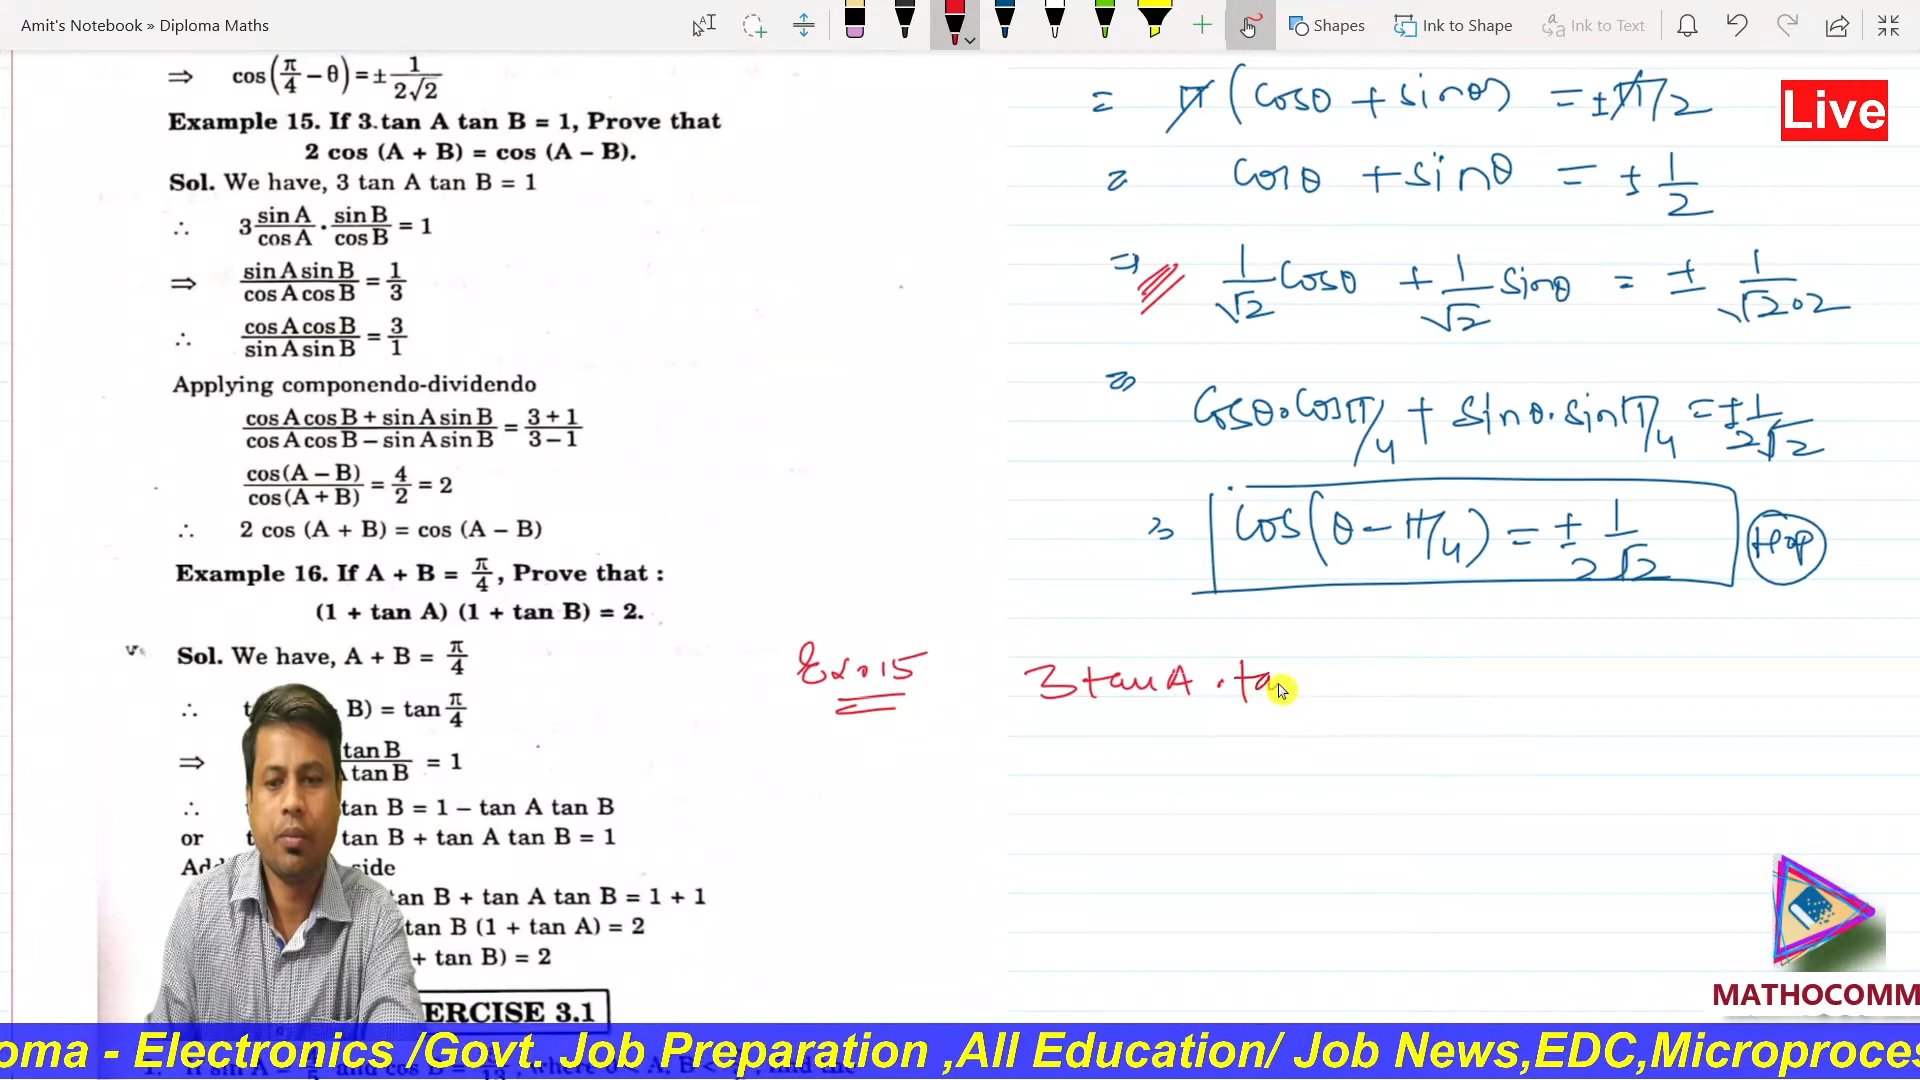 Amit's Notebook » Diploma Maths
Shapes
Ink to Shape
Ink to Text
⇒ cos(π/4 − θ) = ± 1/2√2
Example 15. If 3.tan A tan B = 1, Prove that
2 cos (A + B) = cos (A − B).
Sol. We have, 3 tan A tan B = 1
∴ 3 sin A/cos A · sin B/cos B = 1
⇒ sin A sin B/cos A cos B = 1/3
∴ cos A cos B/sin A sin B = 3/1
Applying componendo-dividendo
cos A cos B + sin A sin B/cos A cos B − sin A sin B = 3 + 1/3 − 1
cos (A − B)/cos (A + B) = 4/2 = 2
∴ 2 cos (A + B) = cos (A − B)
Example 16. If A + B = π/4, Prove that :
(1 + tan A) (1 + tan B) = 2.
Sol. We have, A + B = π/4
∴ B) = tan π/4
⇒ tan B/tan B = 1
∴ tan B = 1 − tan A tan B
or tan B + tan A tan B = 1
side
an B + tan A tan B = 1 + 1
tan B (1 + tan A) = 2
+ tan B) = 2
ERCISE 3.1
= π (cosθ + sinθ) = ±π/2
cosθ + sinθ = ± 1/2
⇒ 1/√2 cosθ + 1/√2 sinθ = ± 1/√2·2
cosθ·cosπ/4 + sinθ·sinπ/4 = ± 1/2√2
cos(θ − π/4) = ± 1/2√2
Ex.15 3 tanA · ta
Live
MATHOCOMM
oma - Electronics /Govt. Job Preparation ,All Education/ Job News,EDC,Microproces